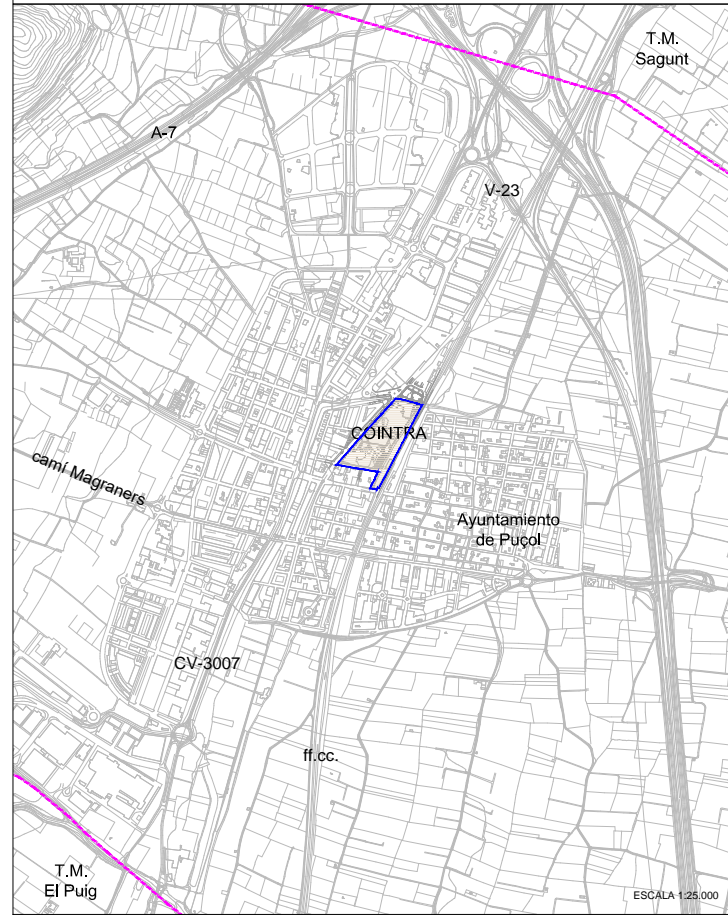 T.M.
Sagunt
A-7
V-23
COINTRA
camí Magraners
Ayuntamiento
de Puçol
CV-3007
ff.cc.
T.M.
El Puig
ESCALA 1:25.000